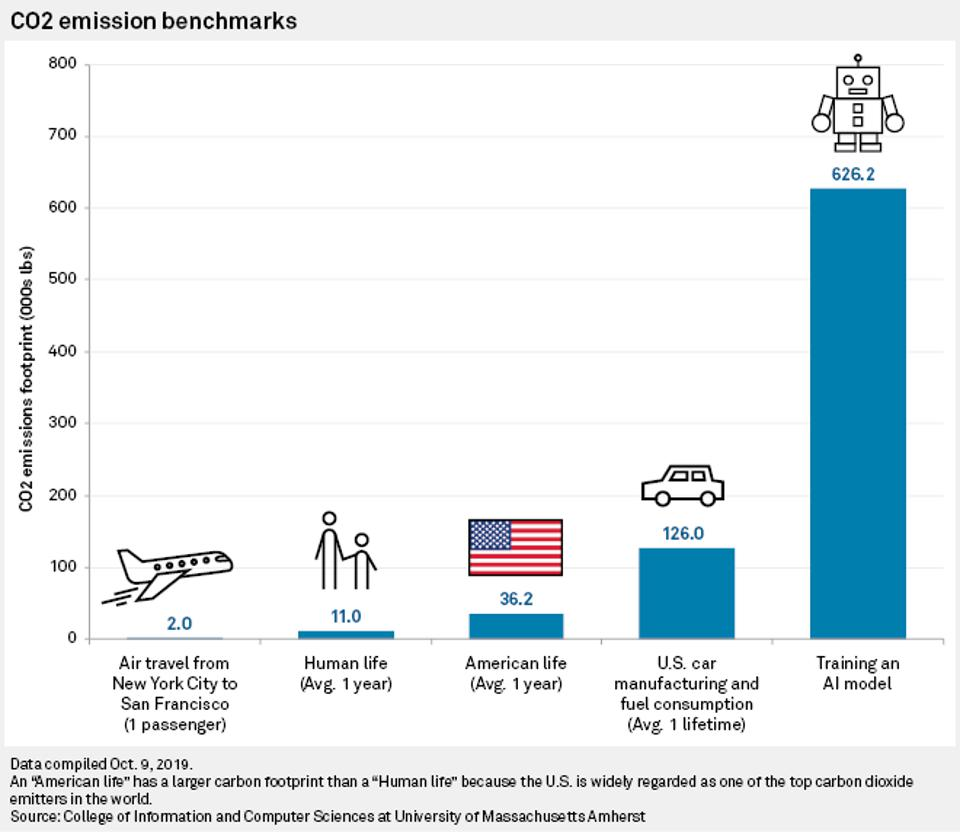 CO2 emission benchmarks
CO2 emissions footprint (000s lbs)
800
700
600
500
400
300
200
100
0
2.0
11.0
36.2
126.0
626.2
Air travel from
New York City to
San Francisco
(1 passenger)
Human life
(Avg. 1 year)
American life
(Avg. 1 year)
U.S. car
manufacturing and
fuel consumption
(Avg. 1 lifetime)
Training an
AI model
Data compiled Oct. 9, 2019.
An “American life” has a larger carbon footprint than a “Human life” because the U.S. is widely regarded as one of the top carbon dioxide
emitters in the world.
Source: College of Information and Computer Sciences at University of Massachusetts Amherst